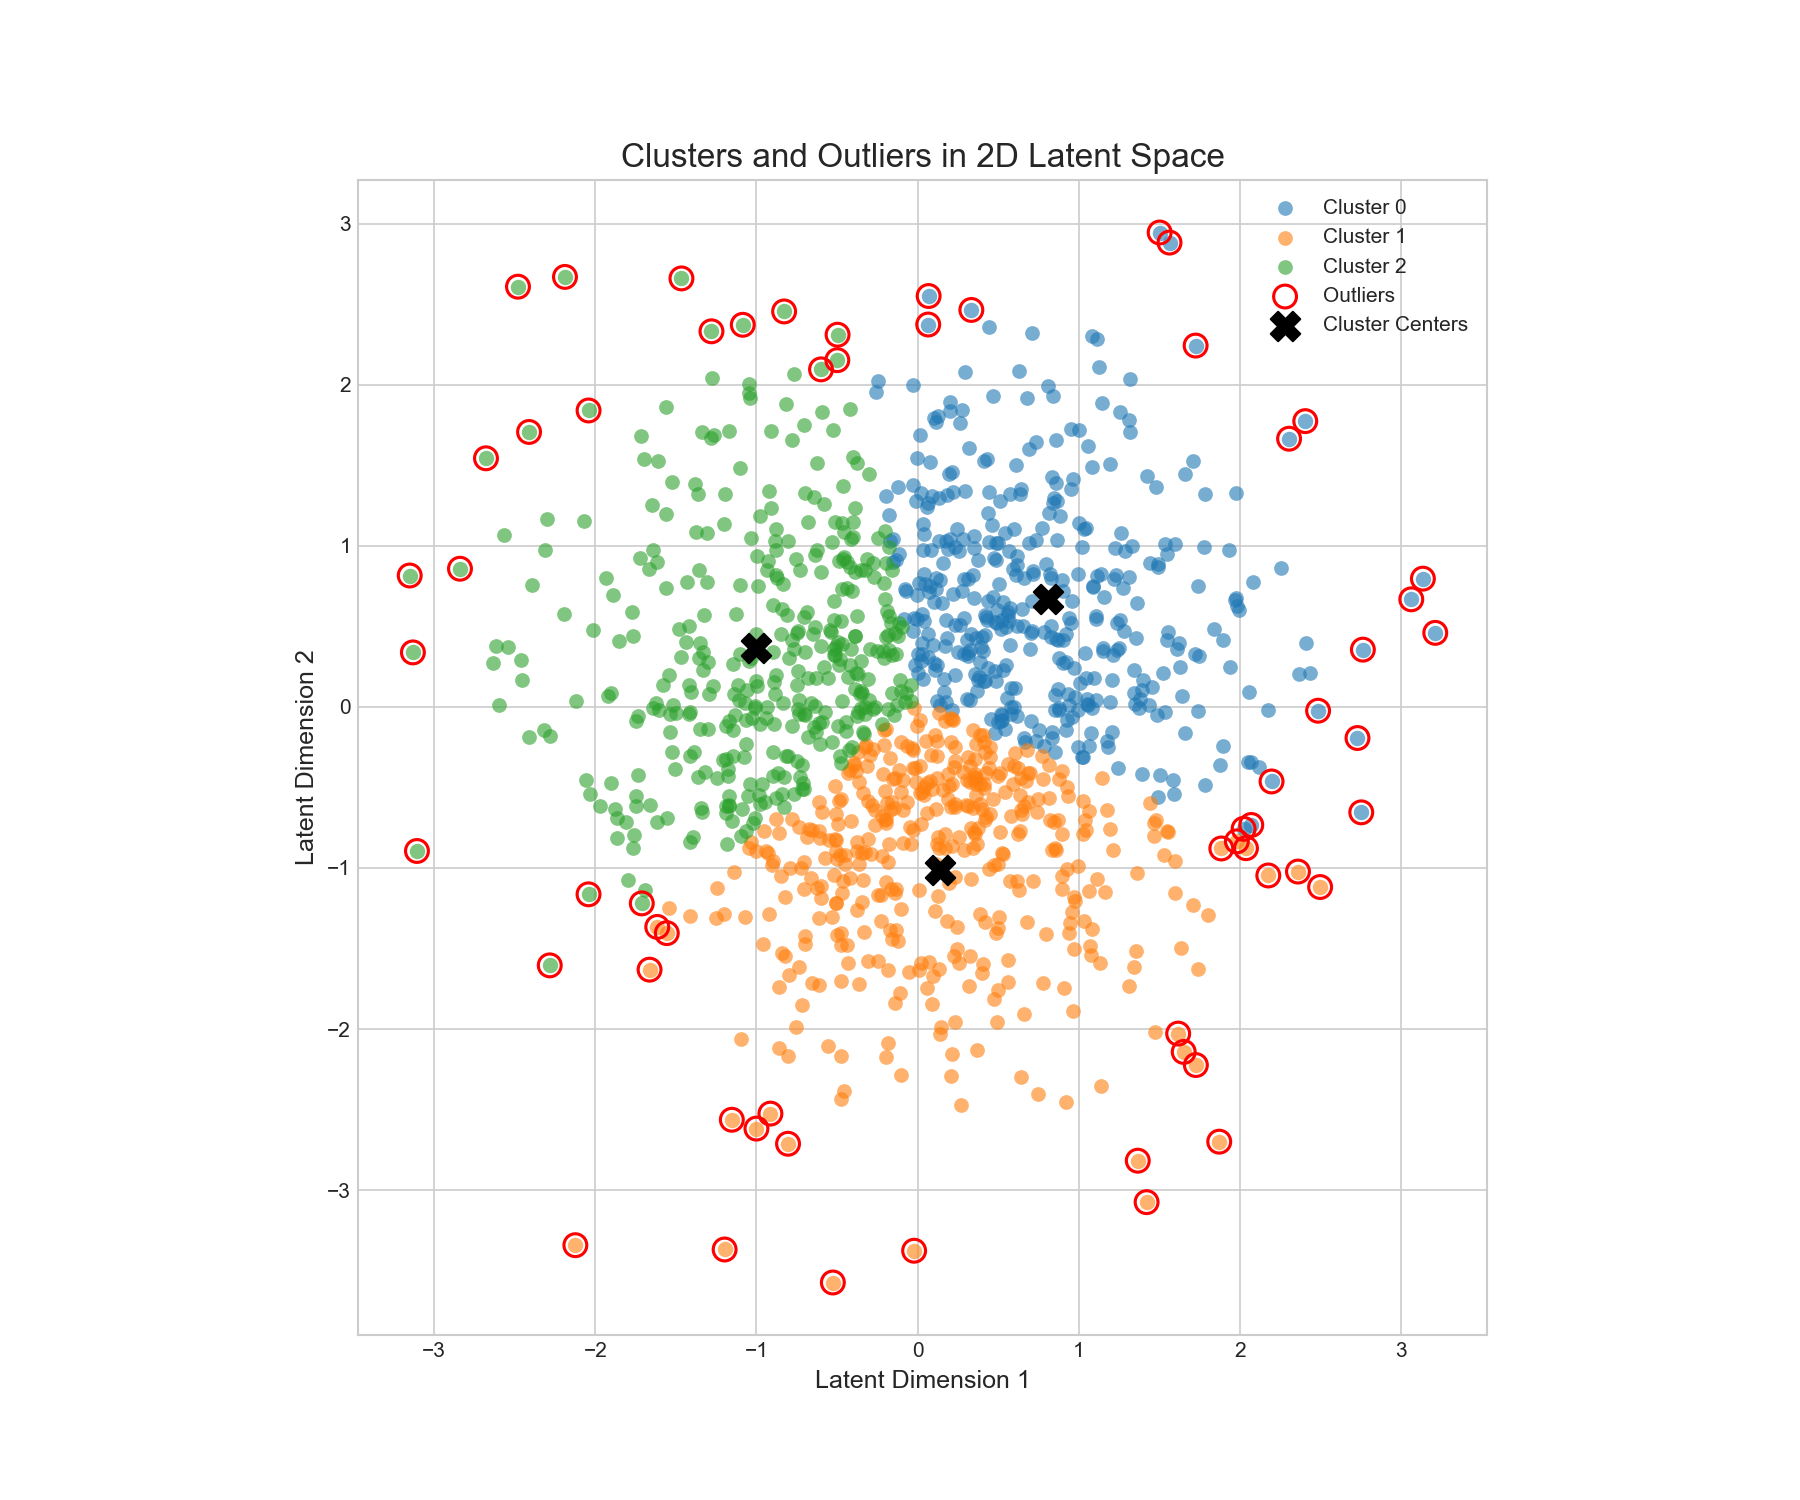 Clusters and Outliers in 2D Latent Space
Cluster 0
Cluster 1
Cluster 2
Outliers
Cluster Centers
3
2
1
0
−1
−2
−3
Latent Dimension 2
−3 −2 −1 0 1 2 3
Latent Dimension 1